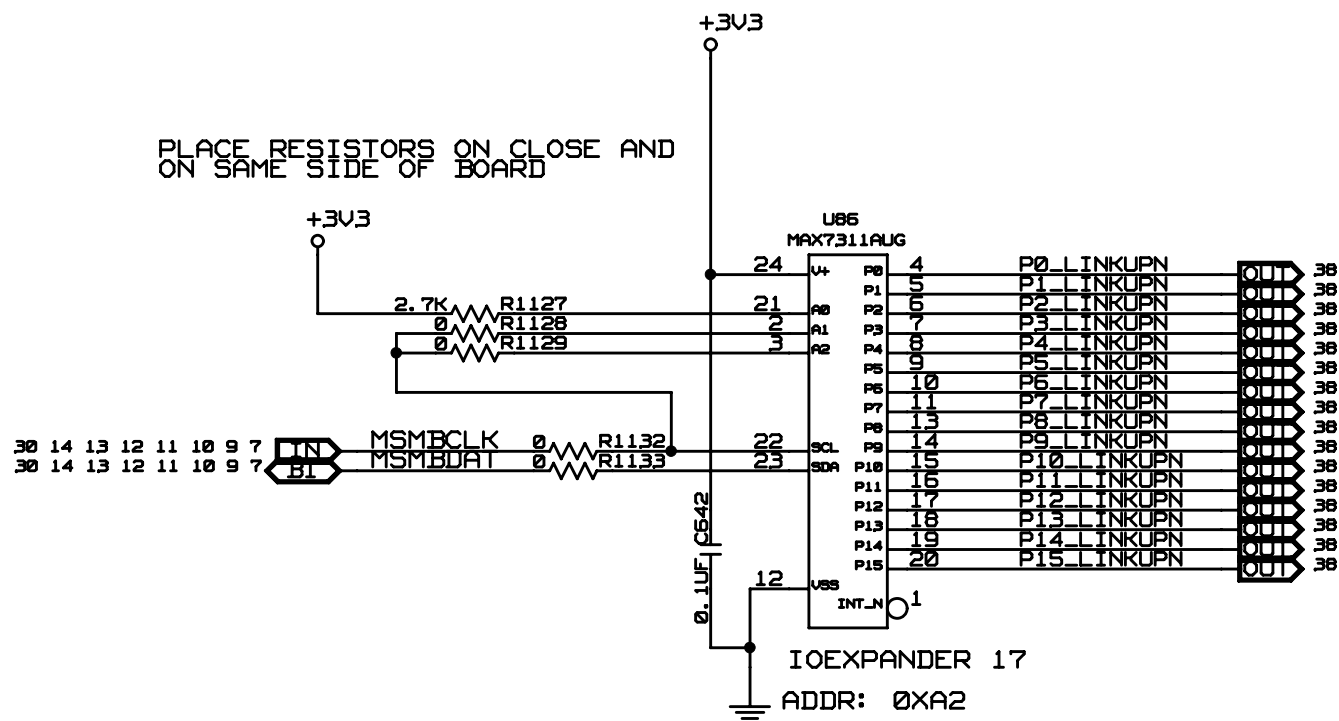 +3V3
PLACE RESISTORS ON CLOSE AND
ON SAME SIDE OF BOARD
+3V3
U86
MAX7311AUG
24 V+ P0 4 P0_LINKUPN OUT 38
P1 5 P1_LINKUPN OUT 38
2.7K R1127 21 A0 P2 6 P2_LINKUPN OUT 38
0 R1128 2 A1 P3 7 P3_LINKUPN OUT 38
0 R1129 3 A2 P4 8 P4_LINKUPN OUT 38
P5 9 P5_LINKUPN OUT 38
P6 10 P6_LINKUPN OUT 38
P7 11 P7_LINKUPN OUT 38
P8 13 P8_LINKUPN OUT 38
30 14 13 12 11 10 9 7 IN MSMBCLK 0 R1132 22 SCL P9 14 P9_LINKUPN OUT 38
30 14 13 12 11 10 9 7 BI MSMBDAT 0 R1133 23 SDA P10 15 P10_LINKUPN OUT 38
P11 16 P11_LINKUPN OUT 38
P12 17 P12_LINKUPN OUT 38
P13 18 P13_LINKUPN OUT 38
P14 19 P14_LINKUPN OUT 38
P15 20 P15_LINKUPN OUT 38
0.1UF C642
12 VSS
INT_N 1
IOEXPANDER 17
ADDR: 0XA2